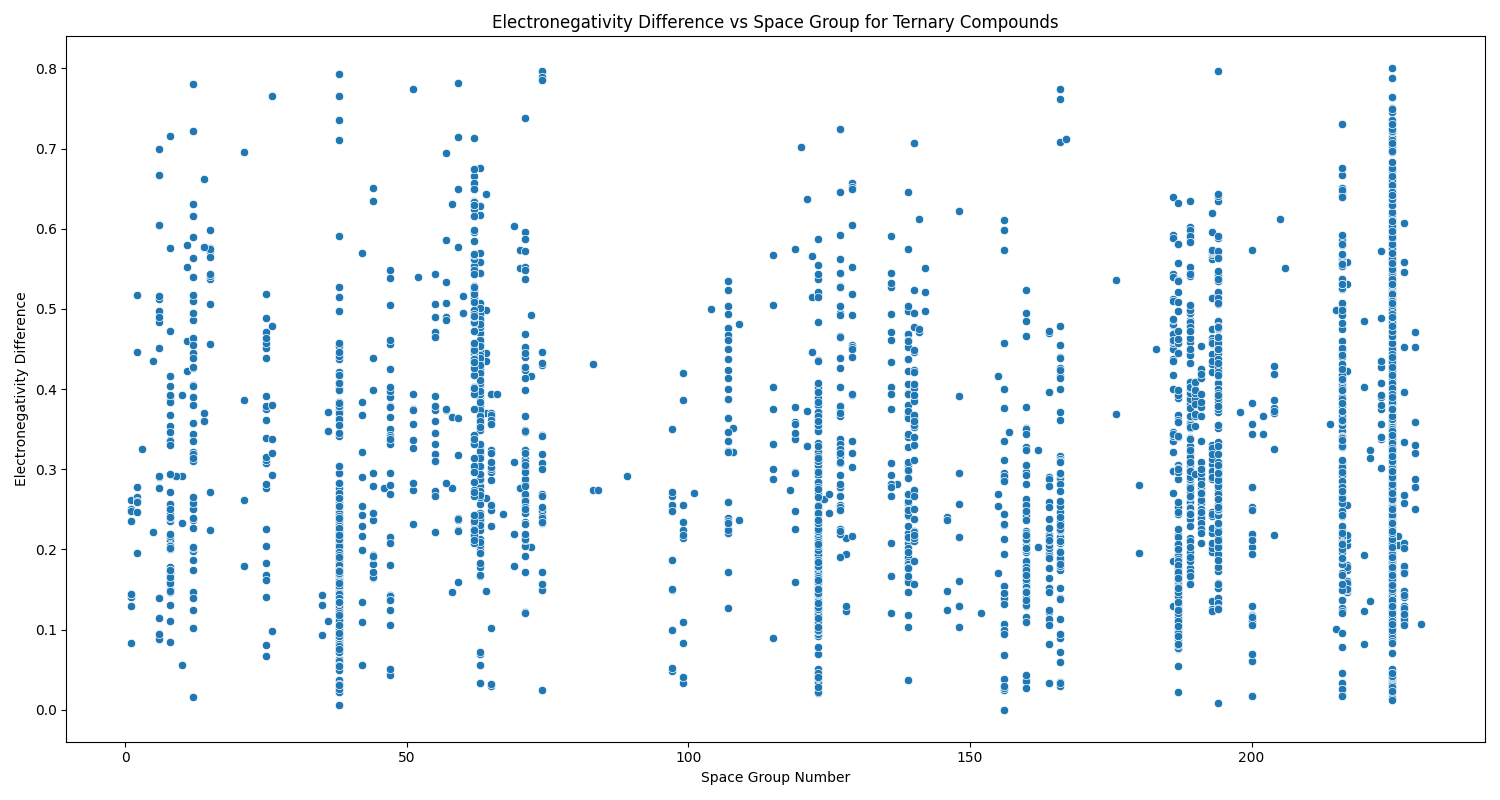 Electronegativity Difference vs Space Group for Ternary Compounds
Electronegativity Difference
0.8
0.7
0.6
0.5
0.4
0.3
0.2
0.1
0.0
0 50 100 150 200
Space Group Number